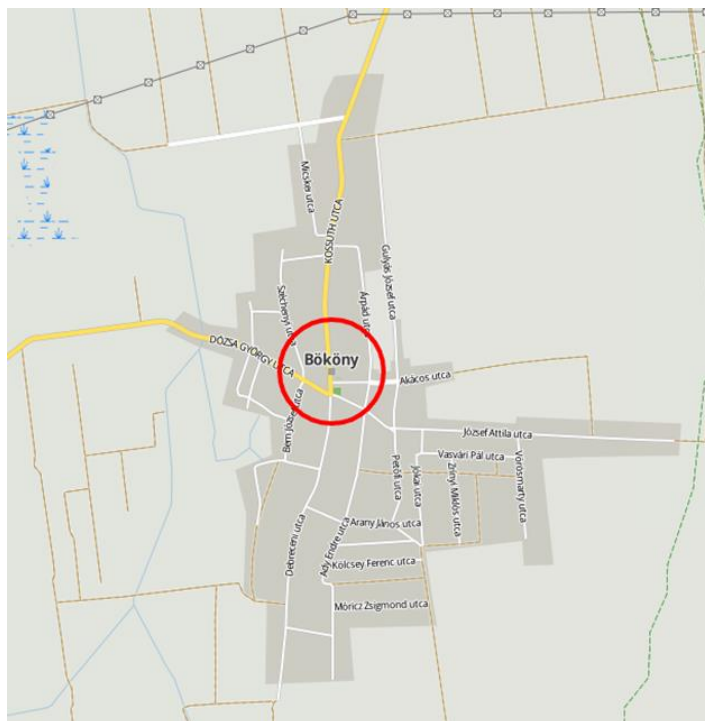 Micskei utca
KOSSUTH UTCA
Gulyás József utca
Széchenyi utca
Árpád utca
DÓZSA GYÖRGY UTCA
Bököny
Akácos utca
Bem József utca
József Attila utca
Vasvári Pál utca
Petőfi utca
Jókai utca
Zrínyi Miklós utca
Vörösmarty utca
Arany János utca
Debreceni utca
Ady Endre utca
Kölcsey Ferenc utca
Móricz Zsigmond utca